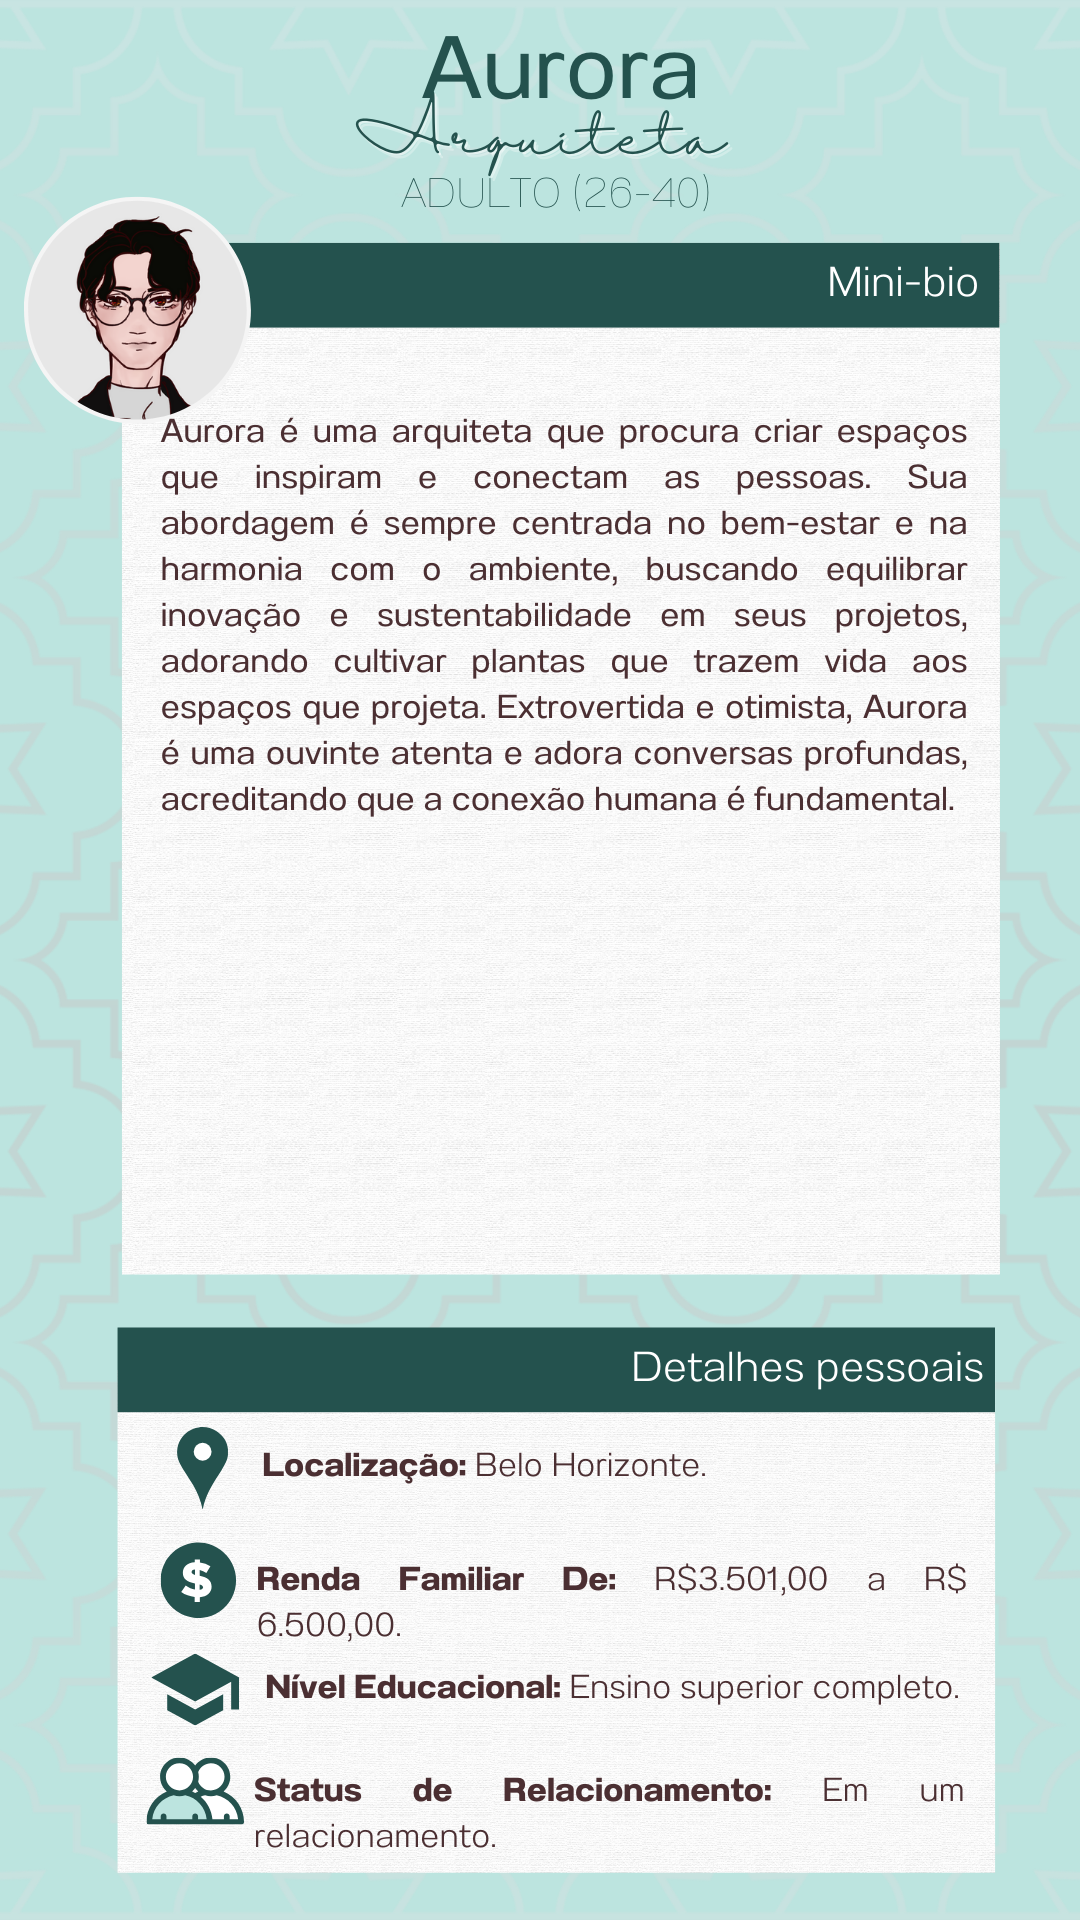 Aurora
Arquiteta
ADULTO (26-40)
Mini-bio
Aurora é uma arquiteta que procura criar espaços
que inspiram e conectam as pessoas. Sua
abordagem é sempre centrada no bem-estar e na
harmonia com o ambiente, buscando equilibrar
inovação e sustentabilidade em seus projetos,
adorando cultivar plantas que trazem vida aos
espaços que projeta. Extrovertida e otimista, Aurora
é uma ouvinte atenta e adora conversas profundas,
acreditando que a conexão humana é fundamental.
Detalhes pessoais
Localização: Belo Horizonte.
$
Renda Familiar De: R$3.501,00 a R$
6.500,00.
Nível Educacional: Ensino superior completo.
Status de Relacionamento: Em um
relacionamento.